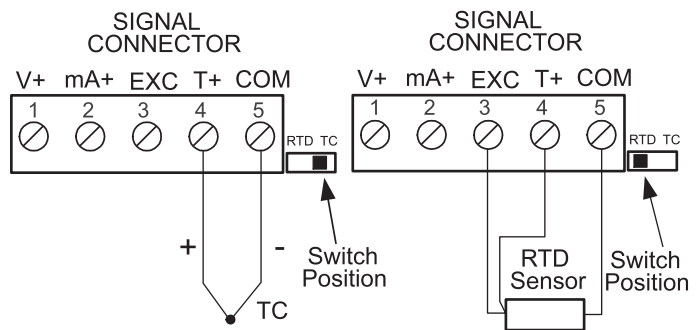 SIGNAL
CONNECTOR
V+ mA+ EXC T+ COM
1 2 3 4 5
RTD TC
+ -
Switch
Position
TC
SIGNAL
CONNECTOR
V+ mA+ EXC T+ COM
1 2 3 4 5
RTD TC
RTD
Sensor
Switch
Position